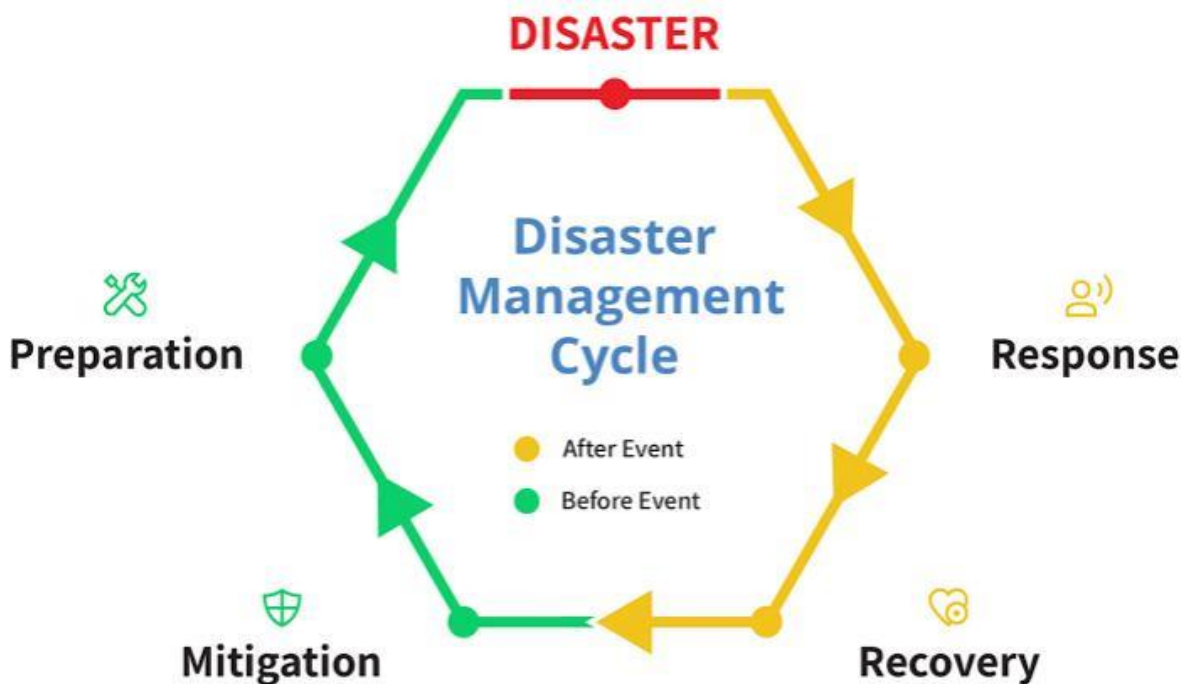 DISASTER
Disaster
Management
Cycle
Preparation
Response
After Event
Before Event
Mitigation
Recovery